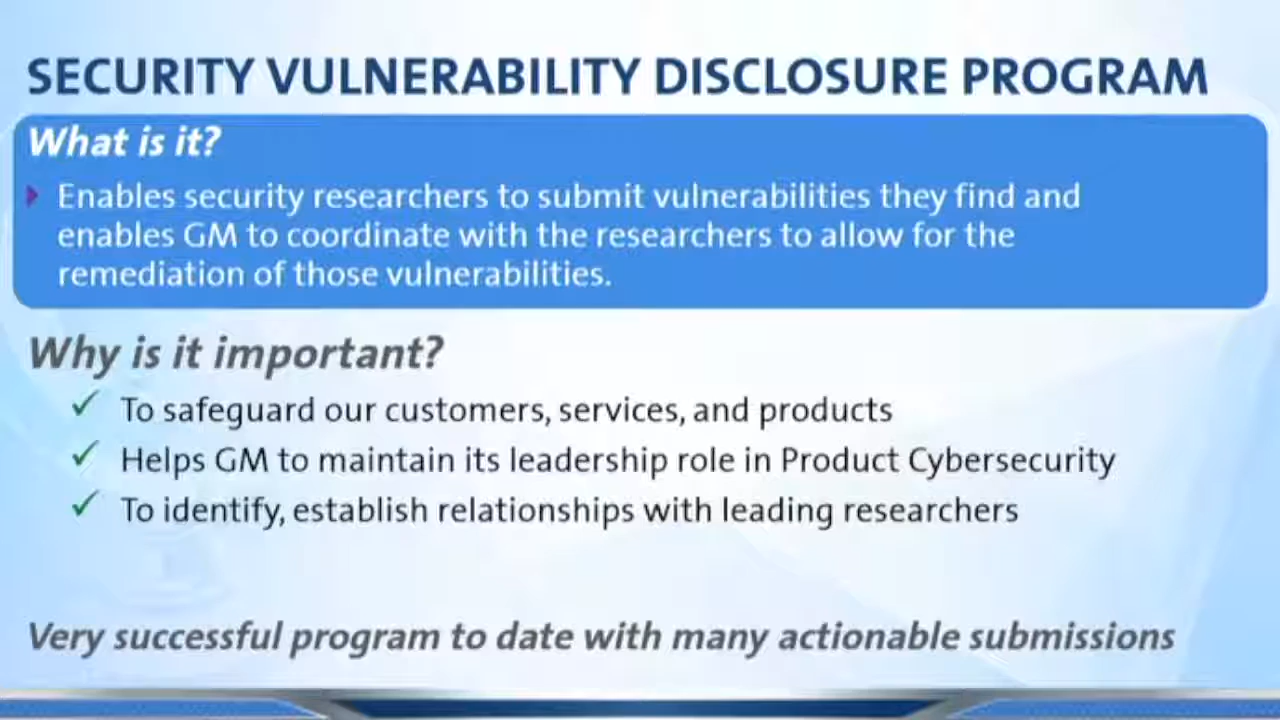 SECURITY VULNERABILITY DISCLOSURE PROGRAM
What is it?
Enables security researchers to submit vulnerabilities they find and
enables GM to coordinate with the researchers to allow for the
remediation of those vulnerabilities.
Why is it important?
To safeguard our customers, services, and products
Helps GM to maintain its leadership role in Product Cybersecurity
To identify, establish relationships with leading researchers
Very successful program to date with many actionable submissions